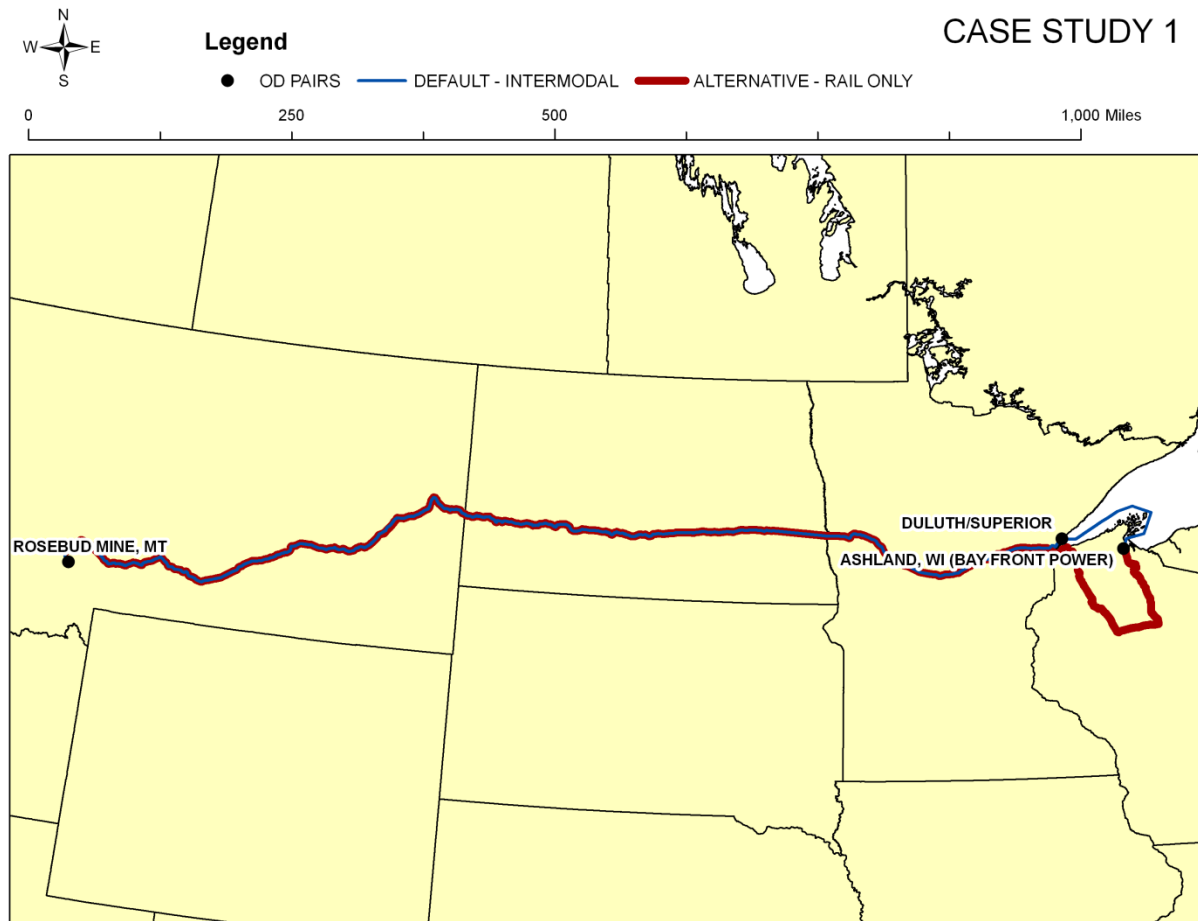 CASE STUDY 1
N
W E
S
Legend
OD PAIRS DEFAULT - INTERMODAL ALTERNATIVE - RAIL ONLY
0 250 500 1,000 Miles
DULUTH/SUPERIOR
ROSEBUD MINE, MT
ASHLAND, WI (BAY FRONT POWER)